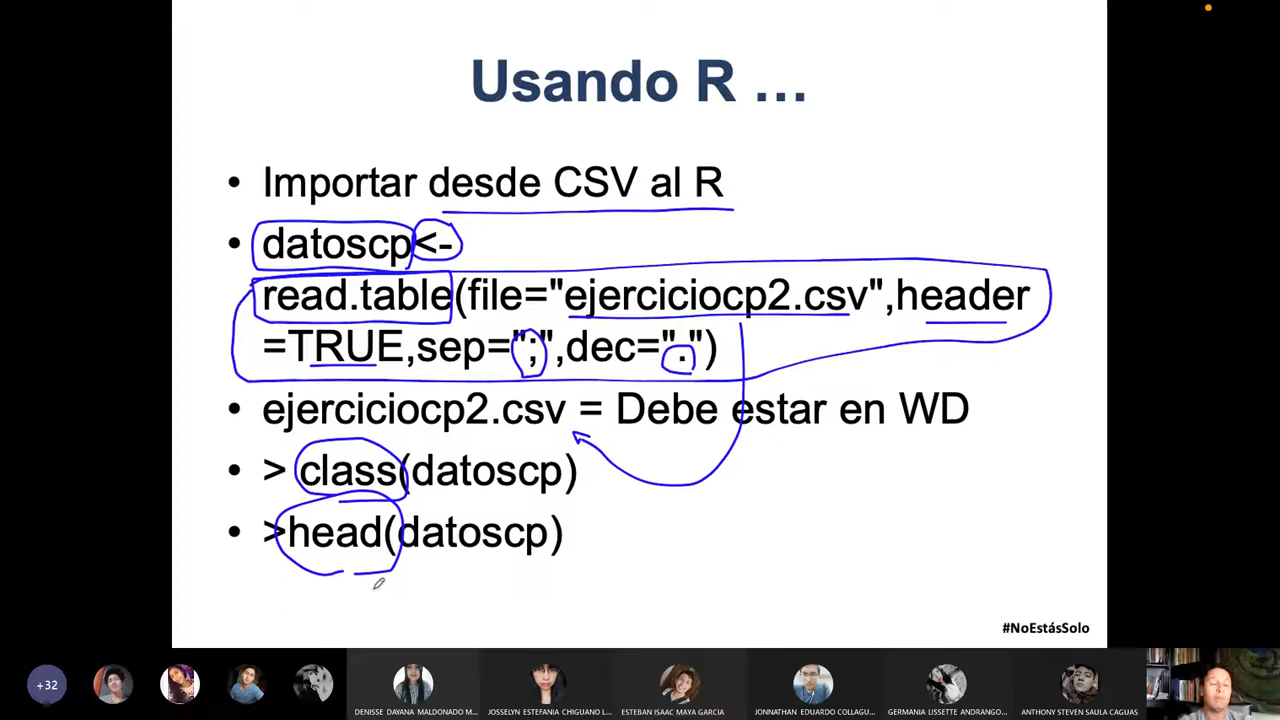 Usando R …
• Importar desde CSV al R
• datoscp<-
read.table(file="ejerciciocp2.csv",header
=TRUE,sep=";",dec=".")
• ejerciciocp2.csv = Debe estar en WD
• > class(datoscp)
• >head(datoscp)
#NoEstásSolo
+32
DENISSE DAYANA MALDONADO M...
JOSSELYN ESTEFANIA CHIGUANO L...
ESTEBAN ISAAC MAYA GARCIA
JONNATHAN EDUARDO COLLAGU...
GERMANIA LISSETTE ANDRANGO...
ANTHONY STEVEN SAULA CAGUAS